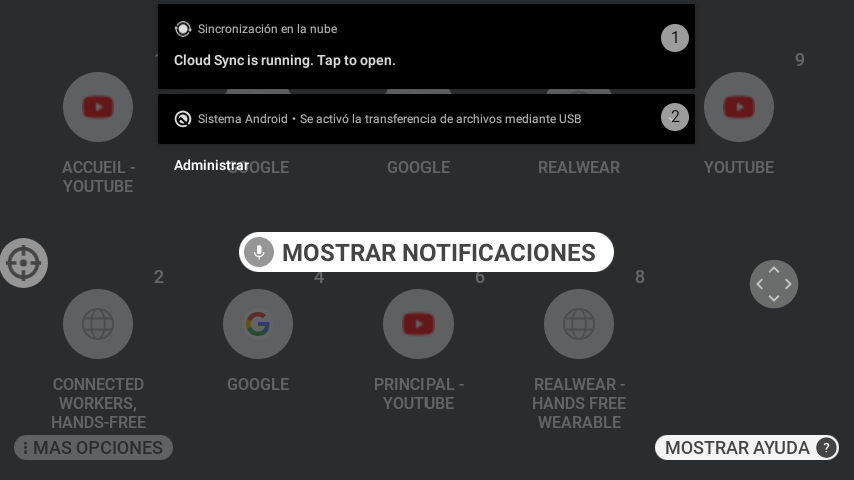 Sincronización en la nube
Cloud Sync is running. Tap to open.
1
Sistema Android • Se activó la transferencia de archivos mediante USB
2
Administrar
9
ACCUEIL -
YOUTUBE
GOOGLE
GOOGLE
REALWEAR
YOUTUBE
MOSTRAR NOTIFICACIONES
2
4
6
8
CONNECTED
WORKERS,
HANDS-FREE
GOOGLE
PRINCIPAL -
YOUTUBE
REALWEAR -
HANDS FREE
WEARABLE
MAS OPCIONES
MOSTRAR AYUDA ?